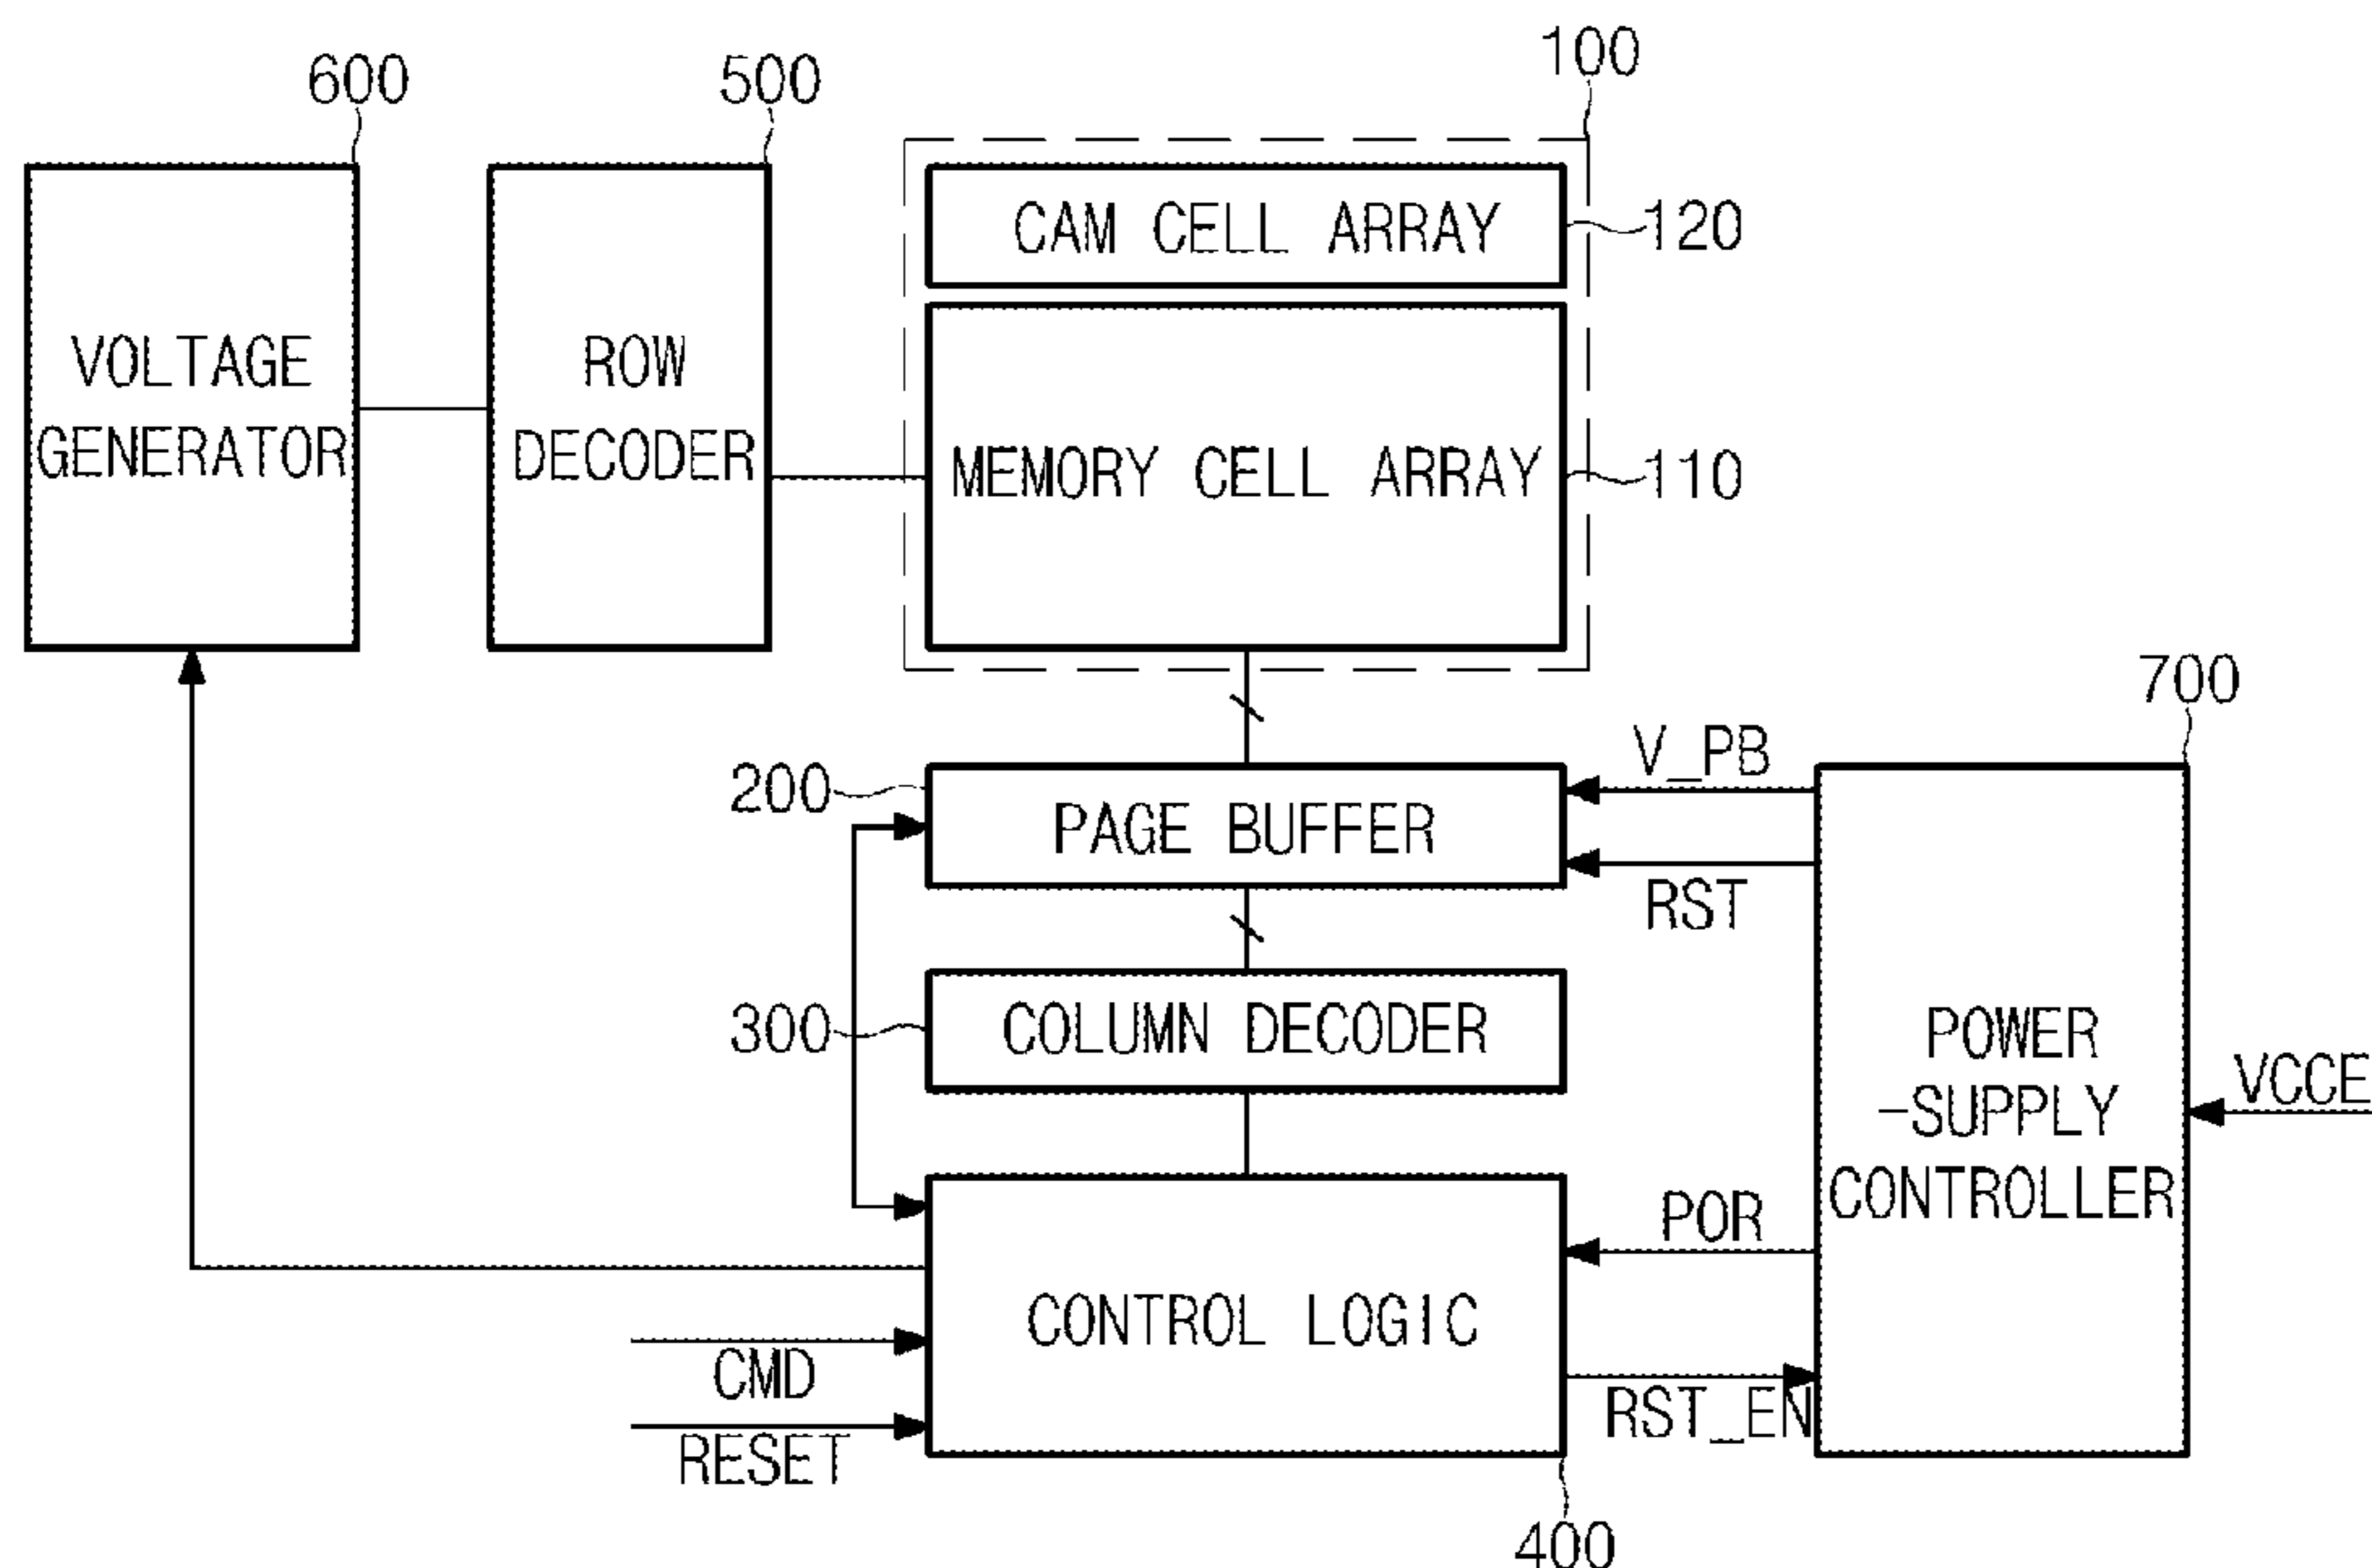 100
600
500
CAM CELL ARRAY
120
VOLTAGE
GENERATOR
ROW
DECODER
MEMORY CELL ARRAY
110
700
V_PB
200
PAGE BUFFER
RST
300
COLUMN DECODER
POWER
-SUPPLY
CONTROLLER
VCCE
POR
CONTROL LOGIC
CMD
RST_EN
RESET
400